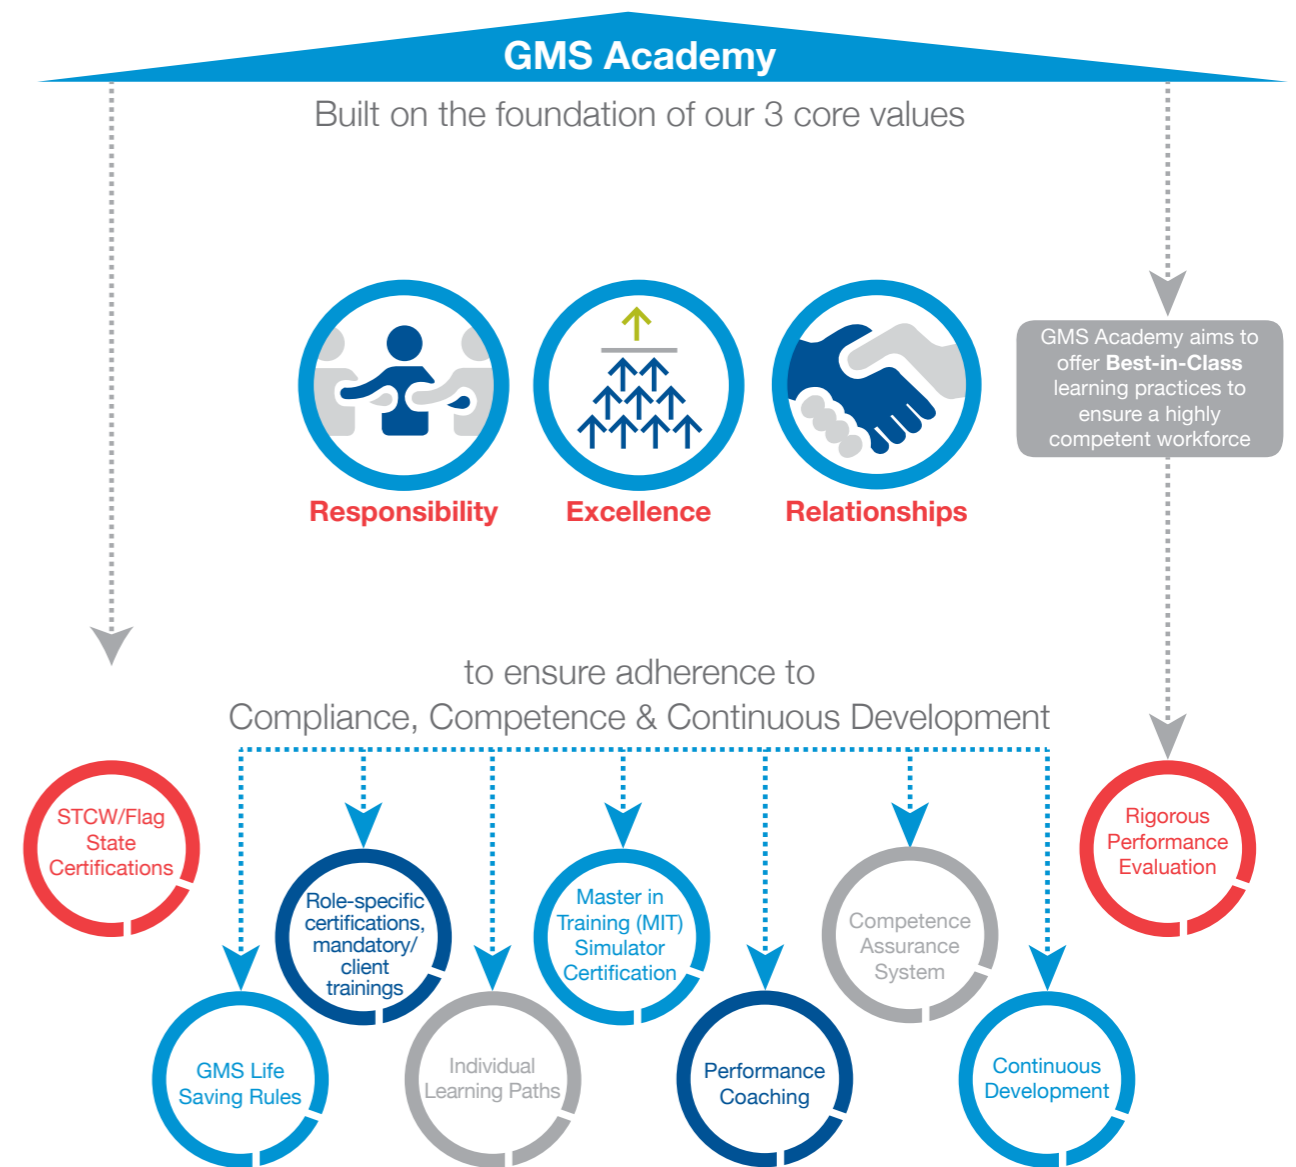 GMS Academy
Built on the foundation of our 3 core values
GMS Academy aims to
offer Best-in-Class
learning practices to
ensure a highly
competent workforce
Responsibility
Excellence
Relationships
to ensure adherence to
Compliance, Competence & Continuous Development
STCW/Flag
State
Certifications
GMS Life
Saving Rules
Role-specific
certifications,
mandatory/
client
trainings
Individual
Learning Paths
Master in
Training (MIT)
Simulator
Certification
Performance
Coaching
Competence
Assurance
System
Continuous
Development
Rigorous
Performance
Evaluation